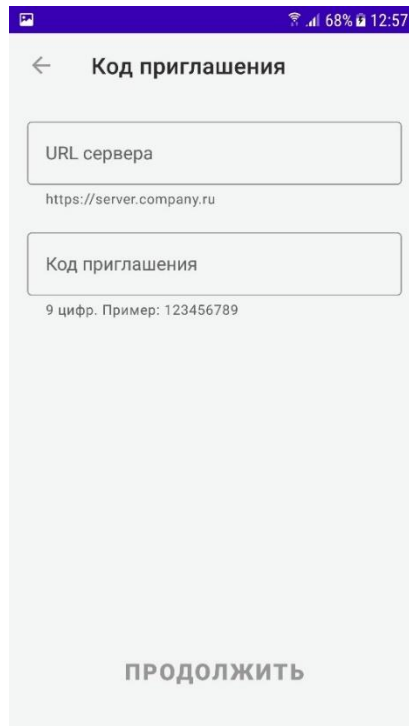 68% 12:57
Код приглашения
URL сервера
https://server.company.ru
Код приглашения
9 цифр. Пример: 123456789
ПРОДОЛЖИТЬ